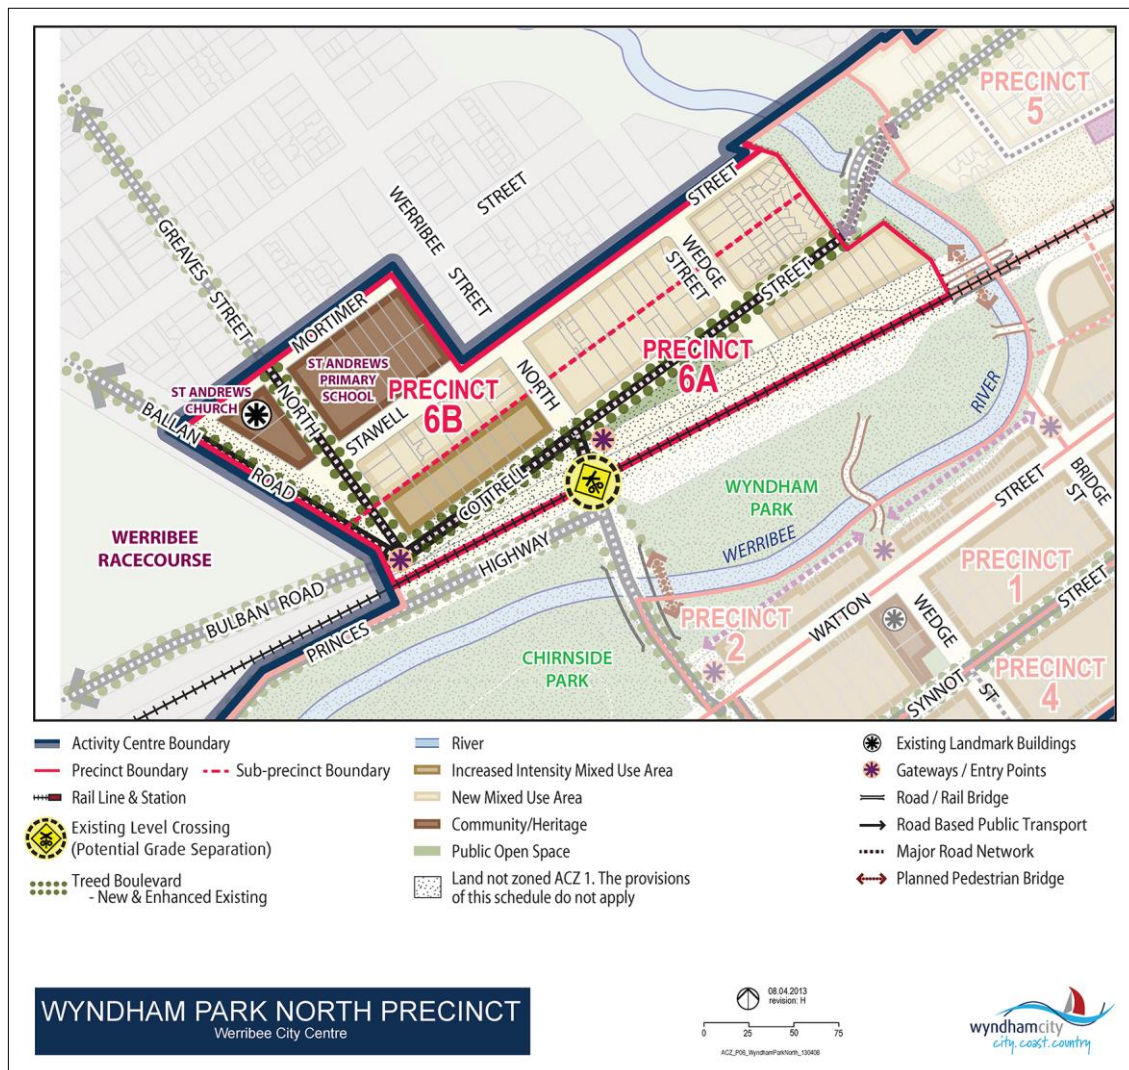 PRECINCT
5
GREAVES
STREET
WERRIBEE
STREET
STREET
STREET
MORTIMER
WEDGE
STREET
STREET
ST ANDREWS
PRIMARY
SCHOOL
ST ANDREWS
CHURCH
NORTH
BALLAN
ROAD
STAWELL
PRECINCT
6B
NORTH
PRECINCT
6A
COTTRELL
RIVER
WERRIBEE
RACECOURSE
WYNDHAM
PARK
WERRIBEE
STREET
BRIDGE
ST
HIGHWAY
BULBAN ROAD
PRINCES
PRECINCT
1
PRECINCT
2
WATTON
WEDGE
ST
STREET
SYNNOT
CHIRNSIDE
PARK
PRECINCT
4
Activity Centre Boundary
Precinct Boundary
Sub-precinct Boundary
Rail Line & Station
Existing Level Crossing
(Potential Grade Separation)
Treed Boulevard
- New & Enhanced Existing
River
Increased Intensity Mixed Use Area
New Mixed Use Area
Community/Heritage
Public Open Space
Land not zoned ACZ 1. The provisions
of this schedule do not apply
Existing Landmark Buildings
Gateways / Entry Points
Road / Rail Bridge
Road Based Public Transport
Major Road Network
Planned Pedestrian Bridge
WYNDHAM PARK NORTH PRECINCT
Werribee City Centre
08.04.2013
revision: H
0 25 50 75
ACZ_P06_WyndhamParkNorth_130408
wyndhamcity
city. coast. country